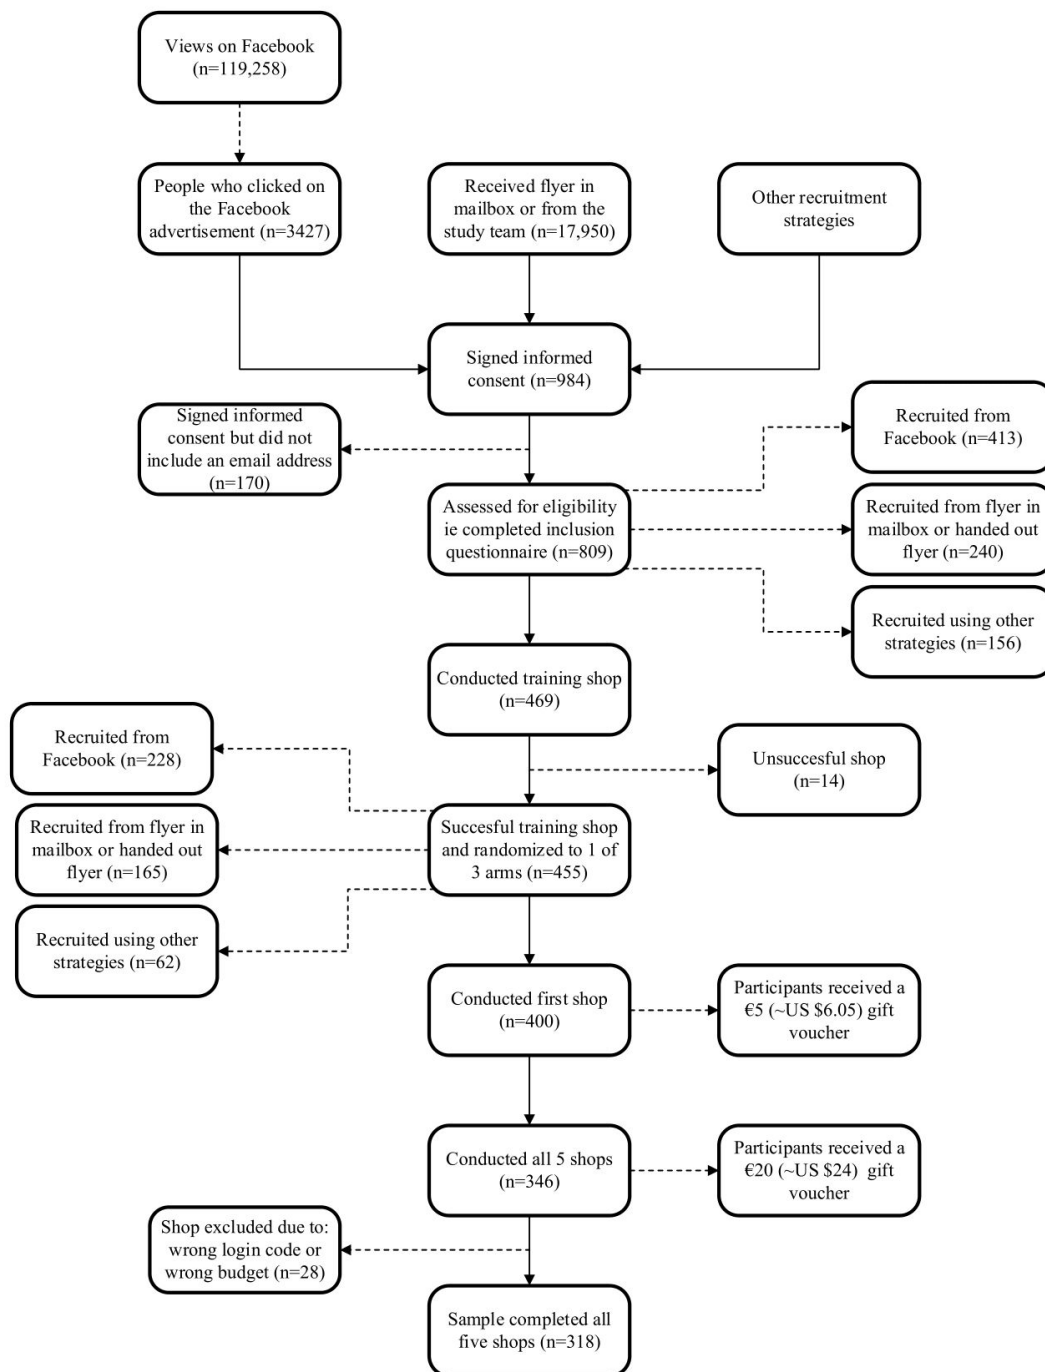 Views on Facebook
(n=119,258)
People who clicked on
the Facebook
advertisement (n=3427)
Received flyer in
mailbox or from the
study team (n=17,950)
Other recruitment
strategies
Signed informed
consent (n=984)
Signed informed
consent but did not
include an email address
(n=170)
Recruited from
Facebook (n=413)
Assessed for eligibility
ie completed inclusion
questionnaire (n=809)
Recruited from flyer in
mailbox or handed out
flyer (n=240)
Recruited using other
strategies (n=156)
Conducted training shop
(n=469)
Recruited from
Facebook (n=228)
Unsuccesful shop
(n=14)
Recruited from flyer in
mailbox or handed out
flyer (n=165)
Succesful training shop
and randomized to 1 of
3 arms (n=455)
Recruited using other
strategies (n=62)
Conducted first shop
(n=400)
Participants received a
€5 (~US $6.05) gift
voucher
Conducted all 5 shops
(n=346)
Participants received a
€20 (~US $24) gift
voucher
Shop excluded due to:
wrong login code or
wrong budget (n=28)
Sample completed all
five shops (n=318)